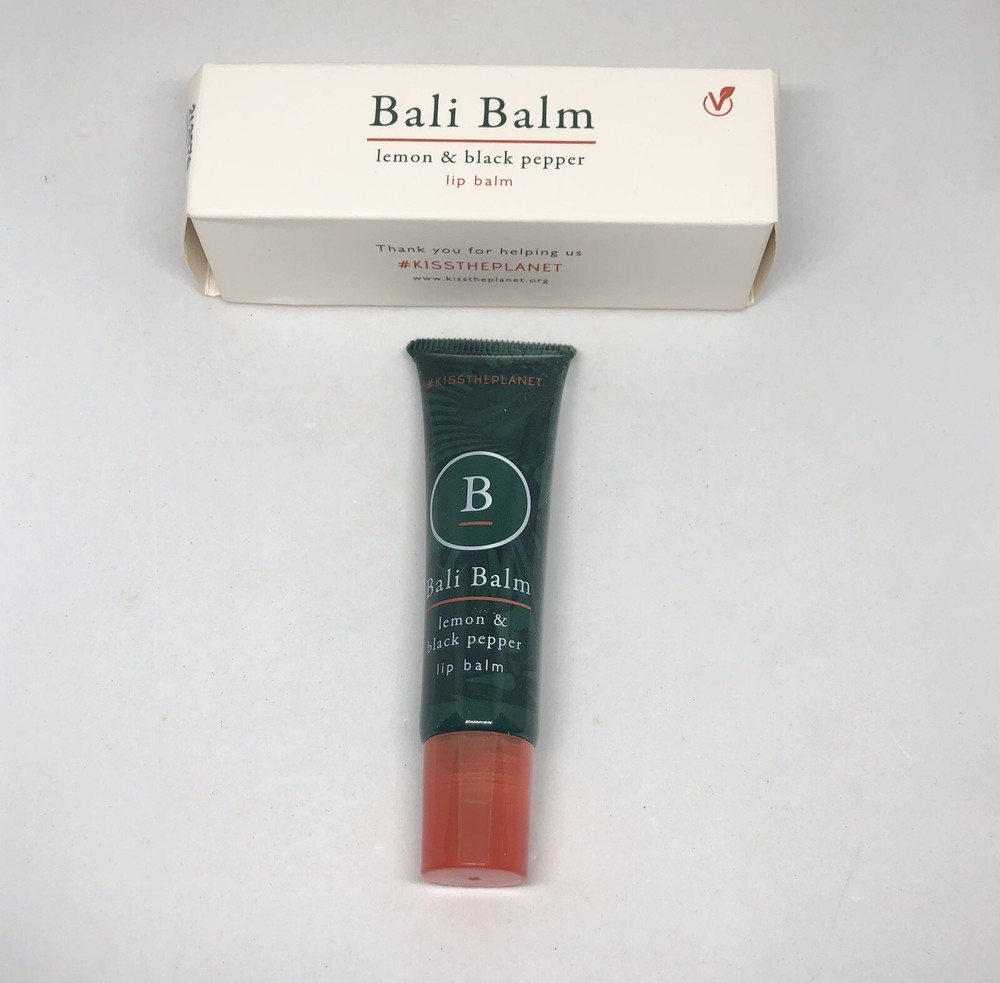 Bali Balm
lemon & black pepper
lip balm
Thank you for helping us
#KISSTHEPLANET
www.kisstheplanet.org
#KISSTHEPLANET
B
Bali Balm
lemon &
black pepper
lip balm